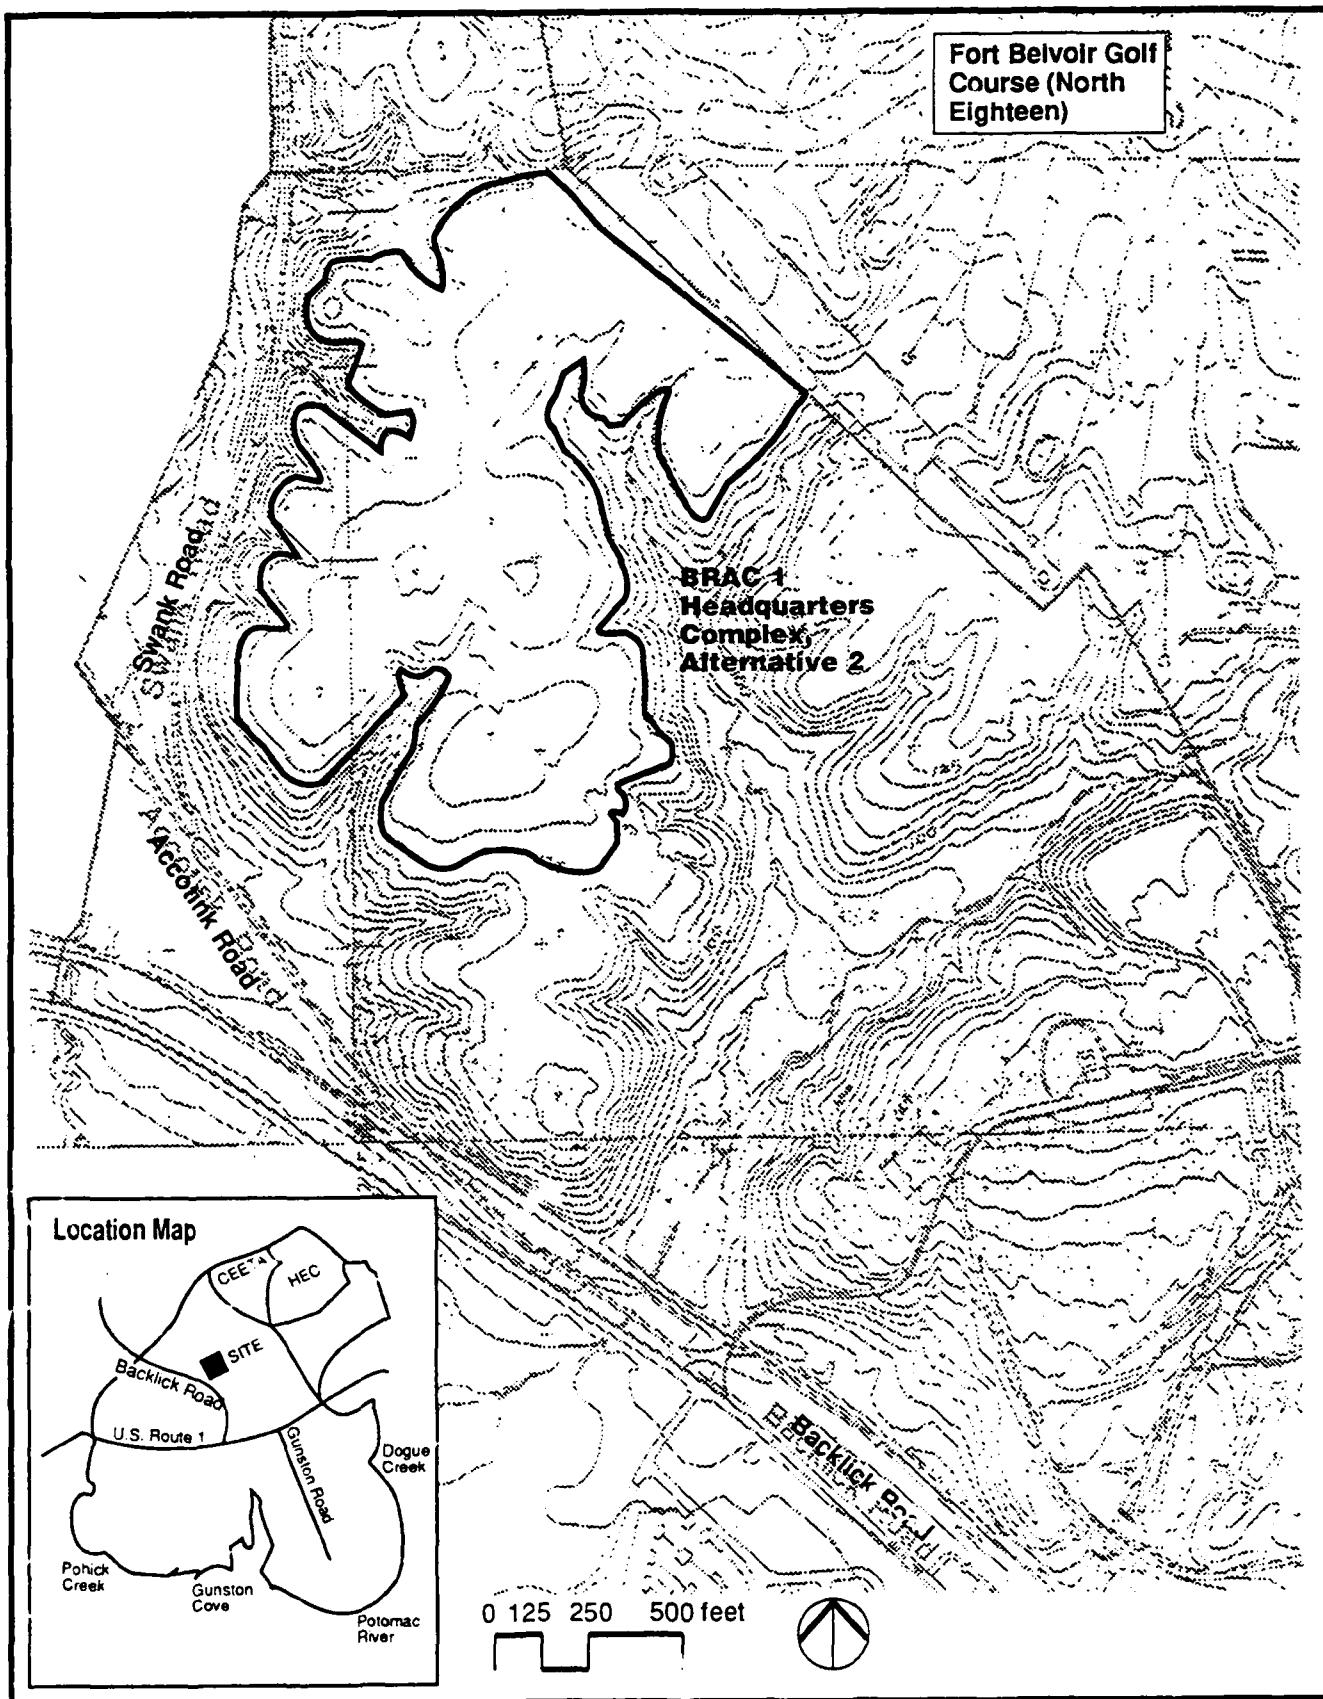 Fort Belvoir Golf
Course (North
Eighteen)
Swank Road
BRAC 1
Headquarters
Complex,
Alternative 2
Accotink Road
Backlick Road
Location Map
CEETA
HEC
SITE
Backlick Road
U.S. Route 1
Gunston Road
Dogue
Creek
Pohick
Creek
Gunston
Cove
Potomac
River
0 125 250 500 feet